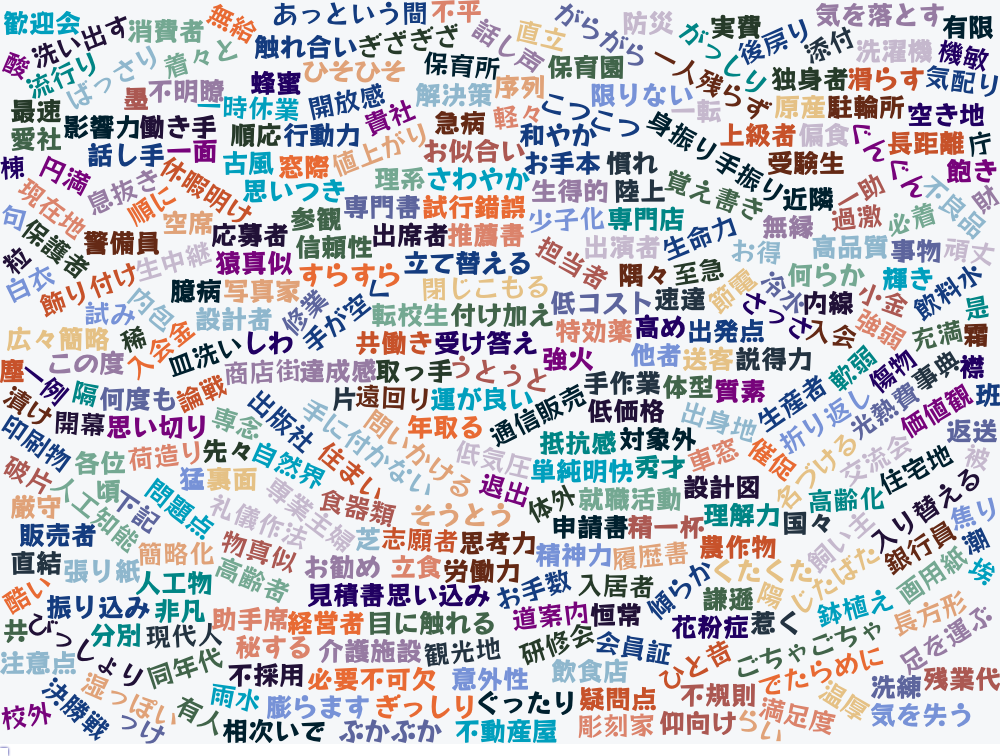 歓迎会
消費者
無給
あっという間
不平
がらがら
防災
実費
気を落とす
有限
洗い出す
触れ合い
ぎざぎざ
話し声
直立
がっしり
後戻り
添付
洗濯機
機敏
酸
流行り
ばっさり
着々と
蜂蜜
ひそひそ
保育所
保育園
一人残らず
独身者
滑らす
気配り
墨
不明瞭
一時休業
開放感
解決策
序列
限りない
一転
原産
駐輪所
空き地
最速
愛社
影響力
働き手
順応
行動力
貴社
急病
軽々
こつこつ
和やか
身振り手振り
上級者
偏食
ぐんぐん
長距離
庁
棟
円満
話し手
一面
古風
窓際
値上がり
お似合い
お手本
慣れ
受験生
飽き
現在地
息抜き
順に
休暇明け
思いつき
理系
さわやか
生得的
陸上
覚え書き
近隣
一助
不良品
財
句
保護者
空席
参観
専門書
試行錯誤
少子化
専門店
無縁
過激
必着
警備員
応募者
信頼性
出席者
推薦書
担当者
出演者
生命力
お得
高品質
事物
頑丈
粒
白衣
飾り付け
生中継
猿真似
すらすら
立て替える
隅々
至急
節電
冷水
何らか
輝き
飲料水
臆病
写真家
修業
手が空く
閉じこもる
低コスト
速達
さっさ
内線
小金
是
試み
内包
設計者
転校生
付け加え
特効薬
高め
出発点
入会
強弱
充満
霜
広々
簡略
稀
入会金
皿洗い
しわ
共働き
受け答え
強火
他者
送客
説得力
軟弱
傷物
事典
襟
塵
一例
この度
商店街
達成感
取っ手
うとうと
手作業
体型
質素
生産者
折り返し
光熱費
価値観
班
漬け
隔
何度も
論戦
片
遠回り
運が良い
通信販売
低価格
出身地
開幕
思い切り
専念
出版社
手に付かない
問いかける
年取る
抵抗感
対象外
車窓
催促
名づける
交流会
住宅地
返送
被
印刷物
各位
荷造り
先々
自然界
住まい
低気圧
単純明快
秀才
破片
人工知能
頃
下記
猛
裏面
専業主婦
食器類
退出
体外
就職活動
設計図
高齢化
入り替える
焦り
厳守
問題点
礼儀作法
そうとう
申請書
精一杯
理解力
国々
飼い主
銀行員
潮
販売者
簡略化
物真似
芝
志願者
思考力
精神力
履歴書
農作物
くたくた
じたばた
画用紙
埃
直結
張り紙
人工物
高齢者
お勧め
立食
労働力
お手数
入居者
傾らか
謙遜
陽
鉢植え
長方形
酷い
振り込み
非凡
見積書
思い込み
道案内
恒常
花粉症
惹く
共
びっしょり
分別
現代人
助手席
経営者
目に触れる
研修会
会員証
ごちゃごちゃ
足を運ぶ
注意点
同年代
秘する
介護施設
観光地
飲食店
ひと昔
でたらめに
決勝戦
湿っぽい
不採用
必要不可欠
意外性
不規則
温厚
洗練
残業代
校外
つけ
有人
雨水
膨らます
ぎっしり
ぐったり
疑問点
満足度
気を失う
相次いで
ぶかぶか
不動産屋
彫刻家
仰向け
らい